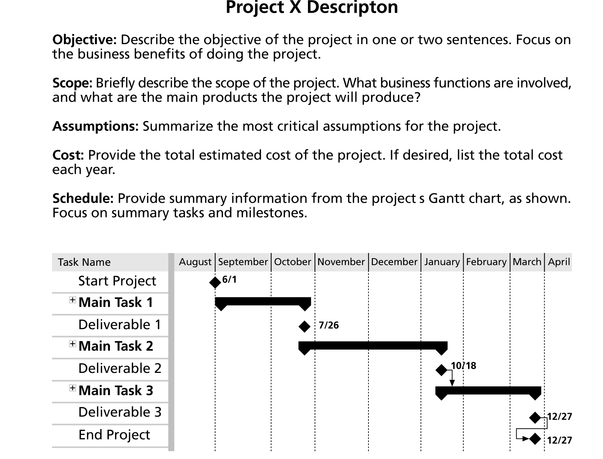 Project X Descripton
Objective: Describe the objective of the project in one or two sentences. Focus on
the business benefits of doing the project.
Scope: Briefly describe the scope of the project. What business functions are involved,
and what are the main products the project will produce?
Assumptions: Summarize the most critical assumptions for the project.
Cost: Provide the total estimated cost of the project. If desired, list the total cost
each year.
Schedule: Provide summary information from the project s Gantt chart, as shown.
Focus on summary tasks and milestones.
Task Name August September October November December January February March April
Start Project 6/1
+ Main Task 1
Deliverable 1 7/26
+ Main Task 2
Deliverable 2 10/18
+ Main Task 3
Deliverable 3 12/27
End Project 12/27